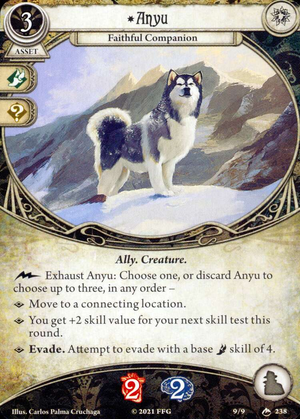 3
Anyu
ASSET
Faithful Companion
?
Ally. Creature.
Exhaust Anyu: Choose one, or discard Anyu to
choose up to three, in any order –
Move to a connecting location.
You get +2 skill value for your next skill test this
round.
Evade. Attempt to evade with a base skill of 4.
2 2
Illus. Carlos Palma Cruchaga © 2021 FFG 9/9 238